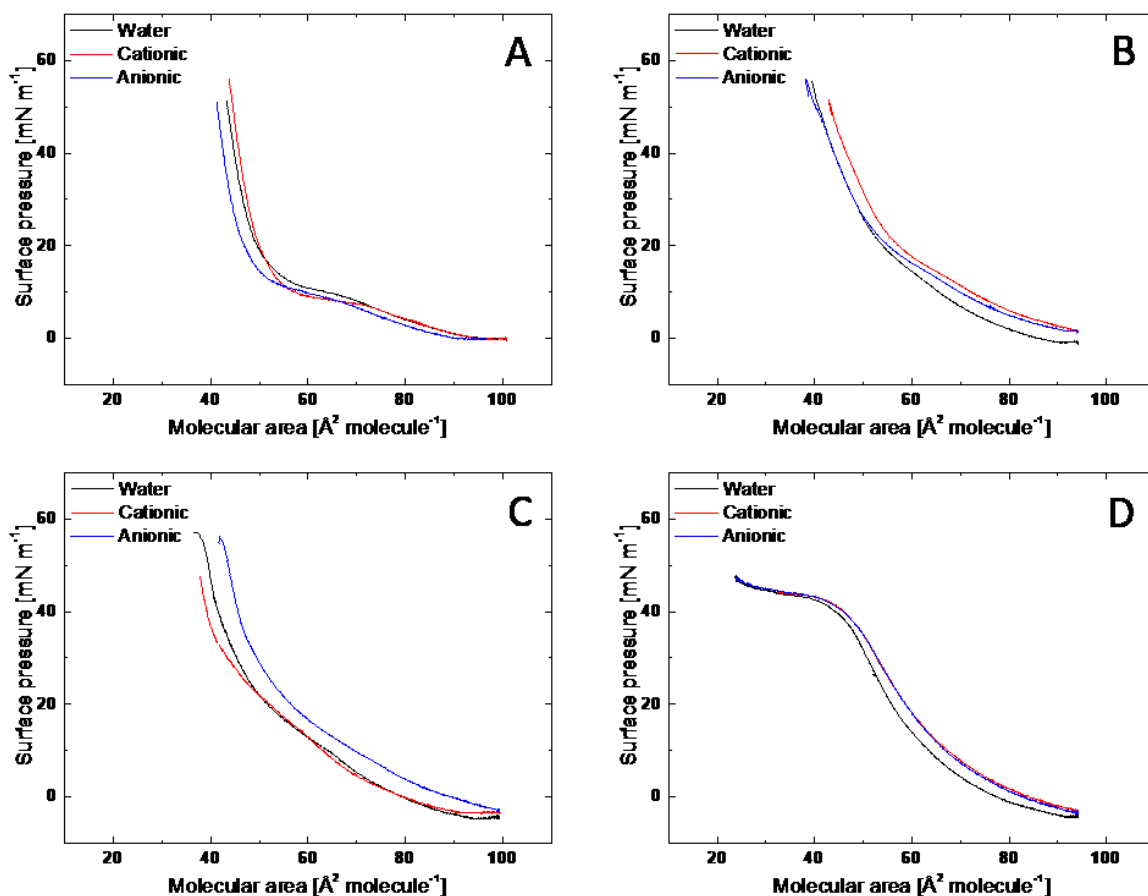 Water
Cationic
Anionic
A
60
40
20
0
Surface pressure [mN m⁻¹]
20 40 60 80 100
Molecular area [Å² molecule⁻¹]
Water
Cationic
Anionic
B
60
40
20
0
Surface pressure [mN m⁻¹]
20 40 60 80 100
Molecular area [Å² molecule⁻¹]
Water
Cationic
Anionic
C
60
40
20
0
Surface pressure [mN m⁻¹]
20 40 60 80 100
Molecular area [Å² molecule⁻¹]
Water
Cationic
Anionic
D
60
40
20
0
Surface pressure [mN m⁻¹]
20 40 60 80 100
Molecular area [Å² molecule⁻¹]